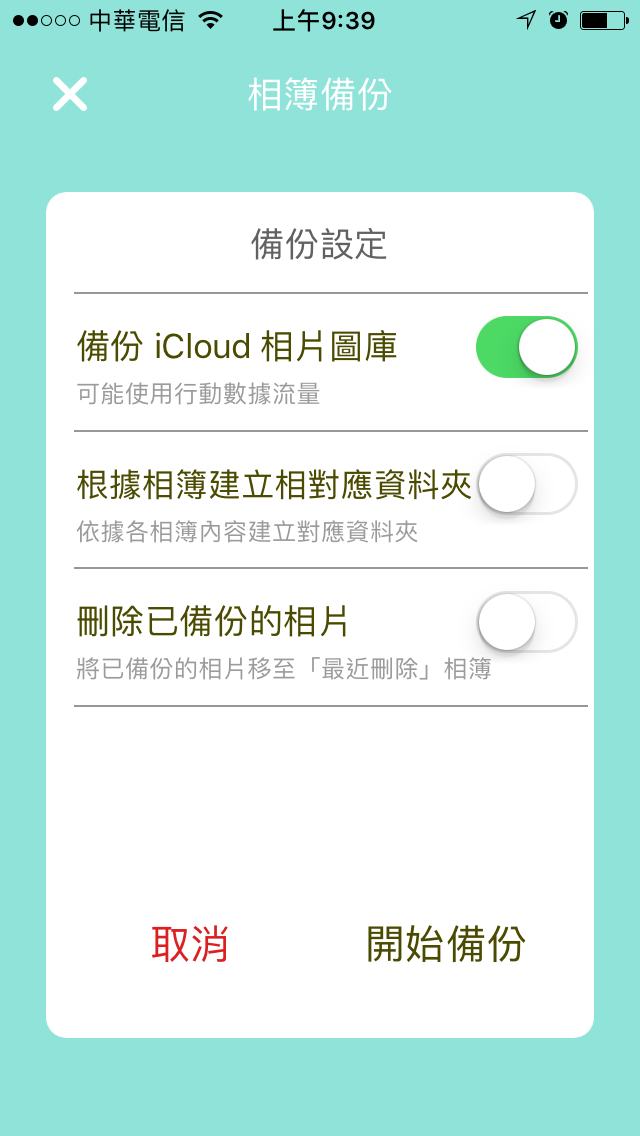 中華電信 上午9:39
相簿備份
備份設定
備份 iCloud 相片圖庫
可能使用行動數據流量
根據相簿建立相對應資料夾
依據各相簿內容建立對應資料夾
刪除已備份的相片
將已備份的相片移至「最近刪除」相簿
取消 開始備份